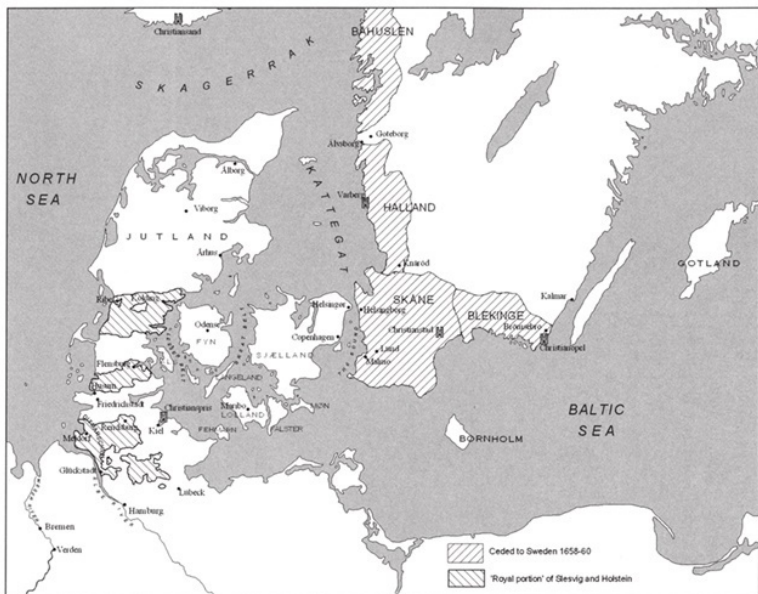 Christiansand
BAHUSLEN
SKAGERRAK
Goteborg
Älvsborg
Ålborg
NORTH
SEA
KATTEGAT
Varberg
HALLAND
Viborg
JUTLAND
GOTLAND
Århus
Knäröd
Ribe
Kolding
Helsingør
SKÅNE
Helsingborg
Kalmar
BLEKINGE
Odense
Christianstad
Brömsebro
FYN
Copenhagen
Christianopel
SJÆLLAND
Lund
Malmo
Flensburg
LANGELAND
Husum
Friedrichstadt
Christianspris
Maribo
MØN
BALTIC
SEA
LOLLAND
Rendsburg
Kiel
FEHMARN
FALSTER
BORNHOLM
Meldorf
Glückstadt
Lübeck
Hamburg
Bremen
Verden
Ceded to Sweden 1658-60
'Royal portion' of Slesvig and Holstein